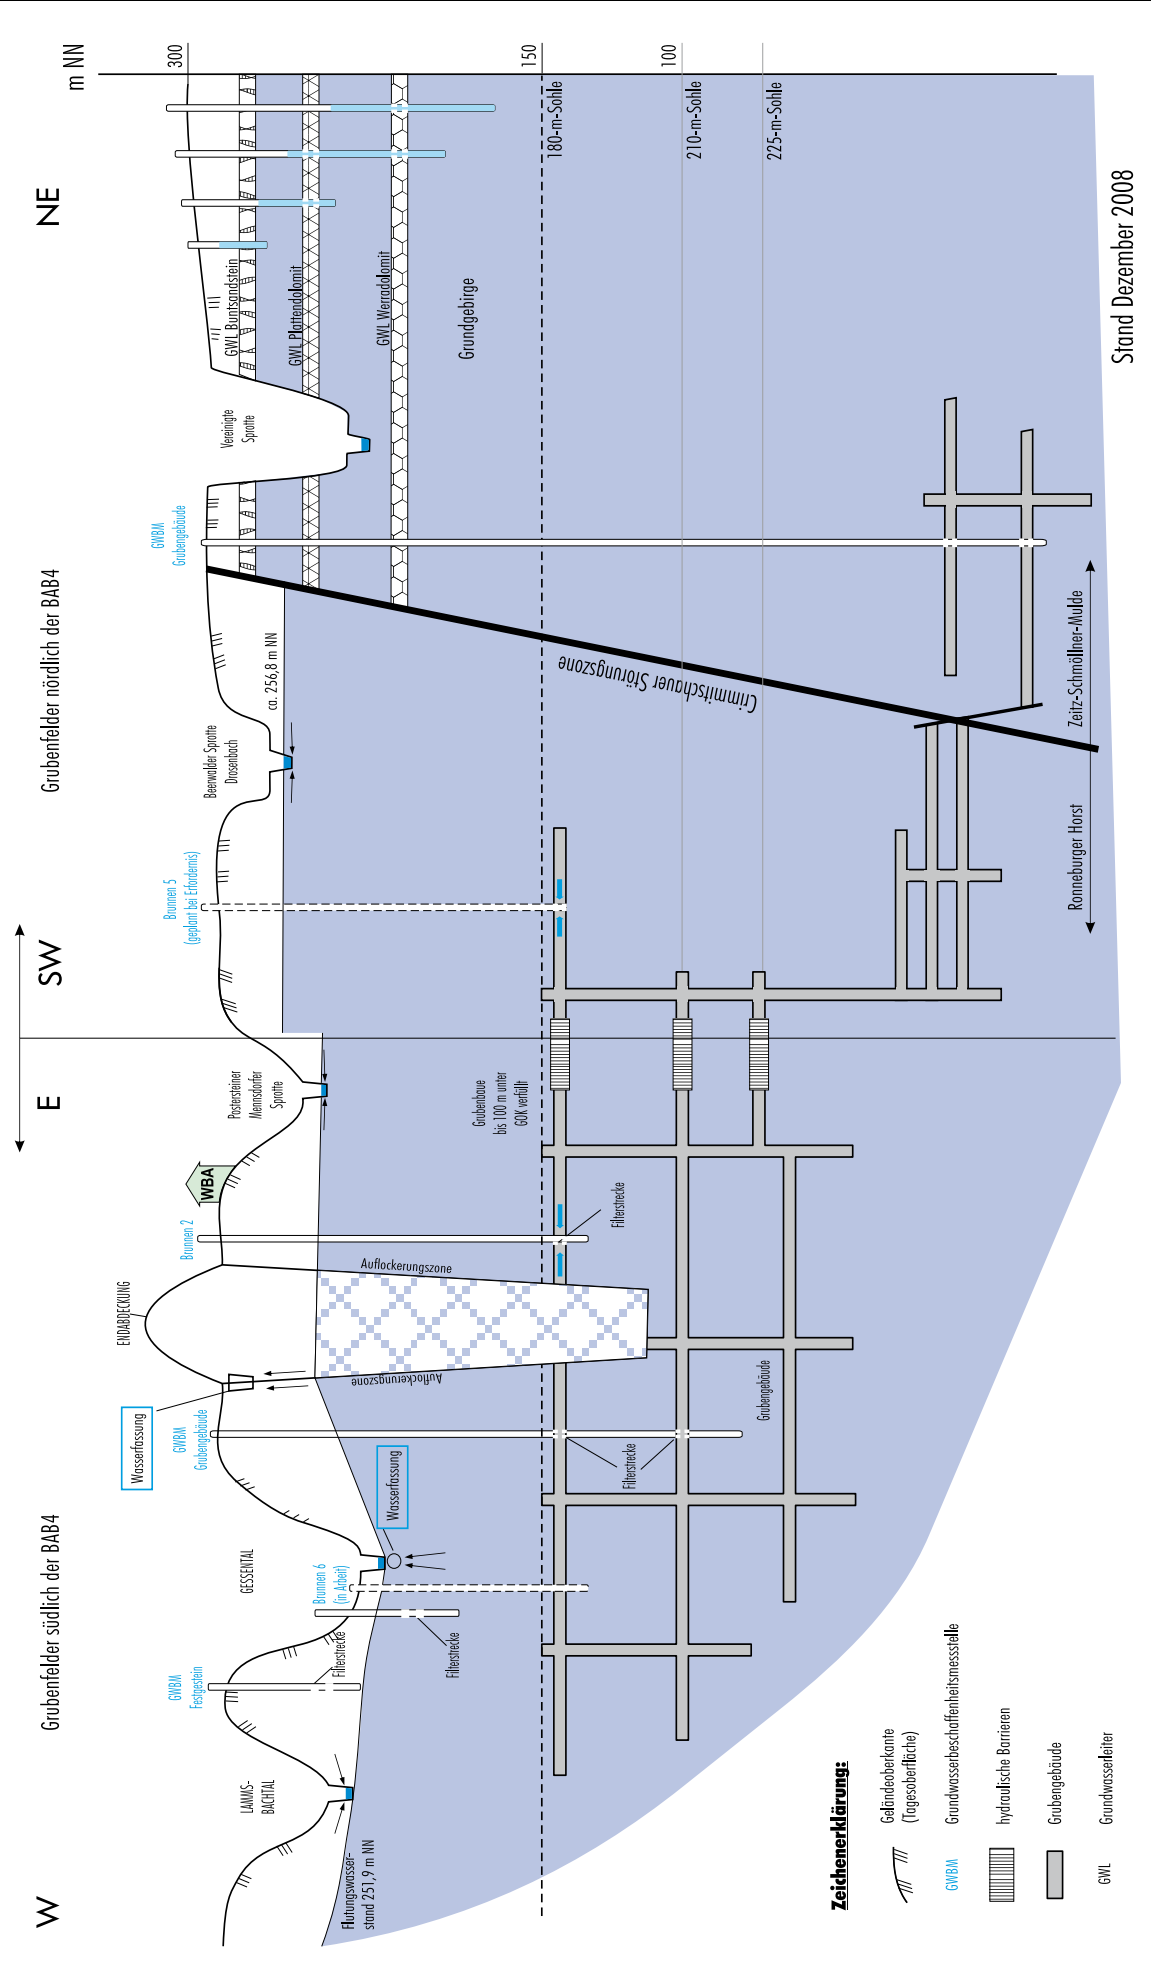 Grubenfelder südlich der BAB4
Grubenfelder nördlich der BAB4
W
E
SW
NE
m NN
300
150
100
180-m-Sohle
210-m-Sohle
225-m-Sohle
ENDABDECKUNG
Wasserfassung
WBA
Brunnen 2
GWBM
Grubengebäude
GWBM
Festgestein
LAMMS-
BACHTAL
GESSENTAL
Brunnen 6
(in Arbeit)
Filterstrecke
Filterstrecke
Wasserfassung
Flutungswasser-
stand 251,9 m NN
Auflockerungszone
Auflockerungszone
Filterstrecke
Filterstrecke
Grubengebäude
Postersteiner
Mennsdorfer
Sprotte
Grubenbaue
bis 100 m unter
GOK verfüllt
Brunnen 5
(geplant bei Erfordernis)
Beerwalder Sprotte
Drosenbach
ca. 256,8 m NN
GWBM
Grubengebäude
Vereinigte
Sprotte
GWL Buntsandstein
GWL Plattendolomit
GWL Werradolomit
Grundgebirge
Crimmitschauer Störungszone
Ronneburger Horst
Zeitz-Schmöllner-Mulde
Zeichenerklärung:
Geländeoberkante
(Tagesoberfläche)
GWBM
Grundwasserbeschaffenheitsmessstelle
hydraulische Barrieren
Grubengebäude
GWL
Grundwasserleiter
Stand Dezember 2008